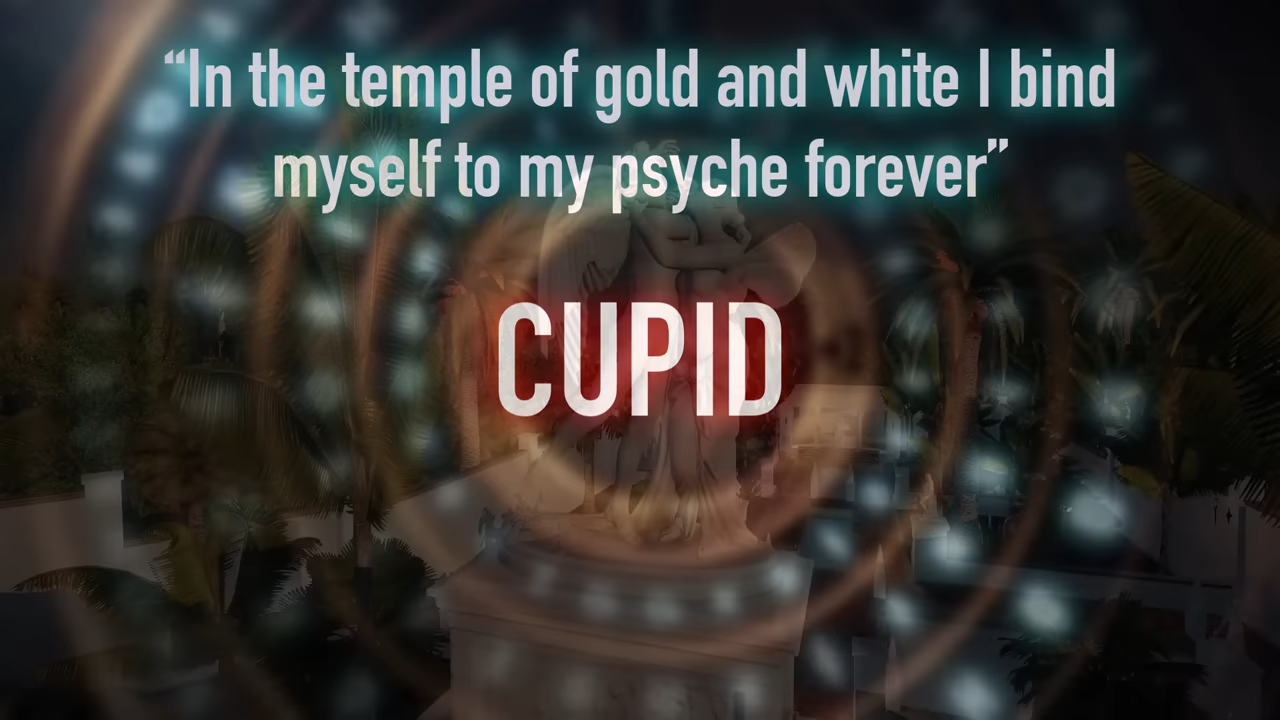 “In the temple of gold and white I bind
myself to my psyche forever”
CUPID